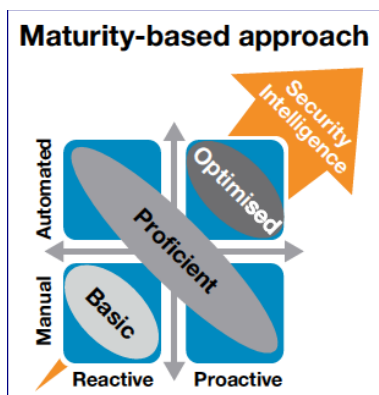 Maturity-based approach
Security
Intelligence
Automated
Optimised
Proficient
Manual
Basic
Reactive
Proactive